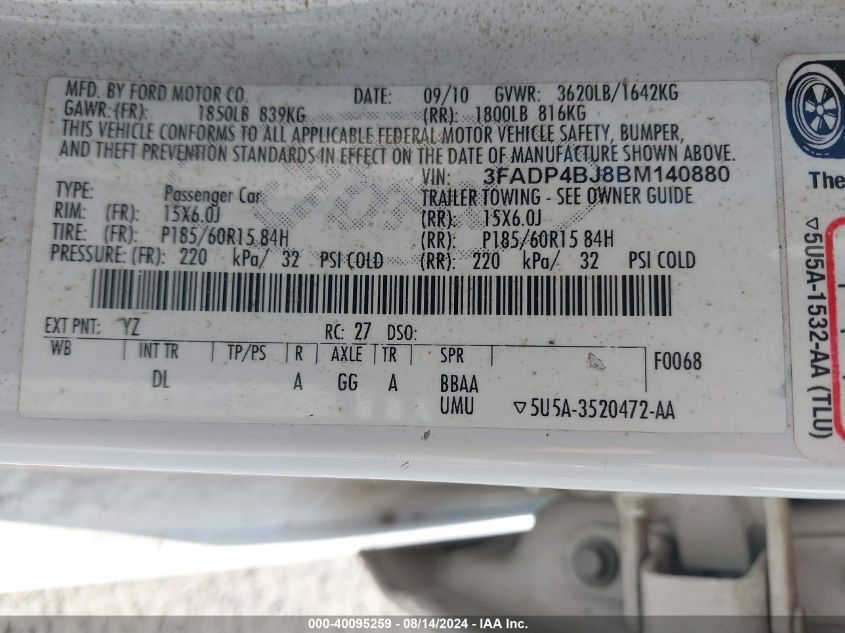 MFD. BY FORD MOTOR CO. DATE: 09/10 GVWR: 3620LB/1642KG
GAWR:(FR): 1850LB 839KG (RR): 1800LB 816KG
THIS VEHICLE CONFORMS TO ALL APPLICABLE FEDERAL MOTOR VEHICLE SAFETY, BUMPER,
AND THEFT PREVENTION STANDARDS IN EFFECT ON THE DATE OF MANUFACTURE SHOWN ABOVE.
VIN: 3FADP4BJ8BM140880
TYPE: Passenger Car TRAILER TOWING - SEE OWNER GUIDE
RIM: (FR): 15X6.0J (RR): 15X6.0J
TIRE: (FR): P185/60R15 84H (RR): P185/60R15 84H
PRESSURE: (FR): 220 kPa/ 32 PSI COLD (RR): 220 kPa/ 32 PSI COLD
EXT PNT: YZ RC: 27 DSO:
WB INT TR TP/PS R AXLE TR SPR F0068
DL A GG A BBAA
UMU ▽5U5A-3520472-AA
The
▽5U5A-1532-AA (TLU)
000-40095259 - 08/14/2024 - IAA Inc.